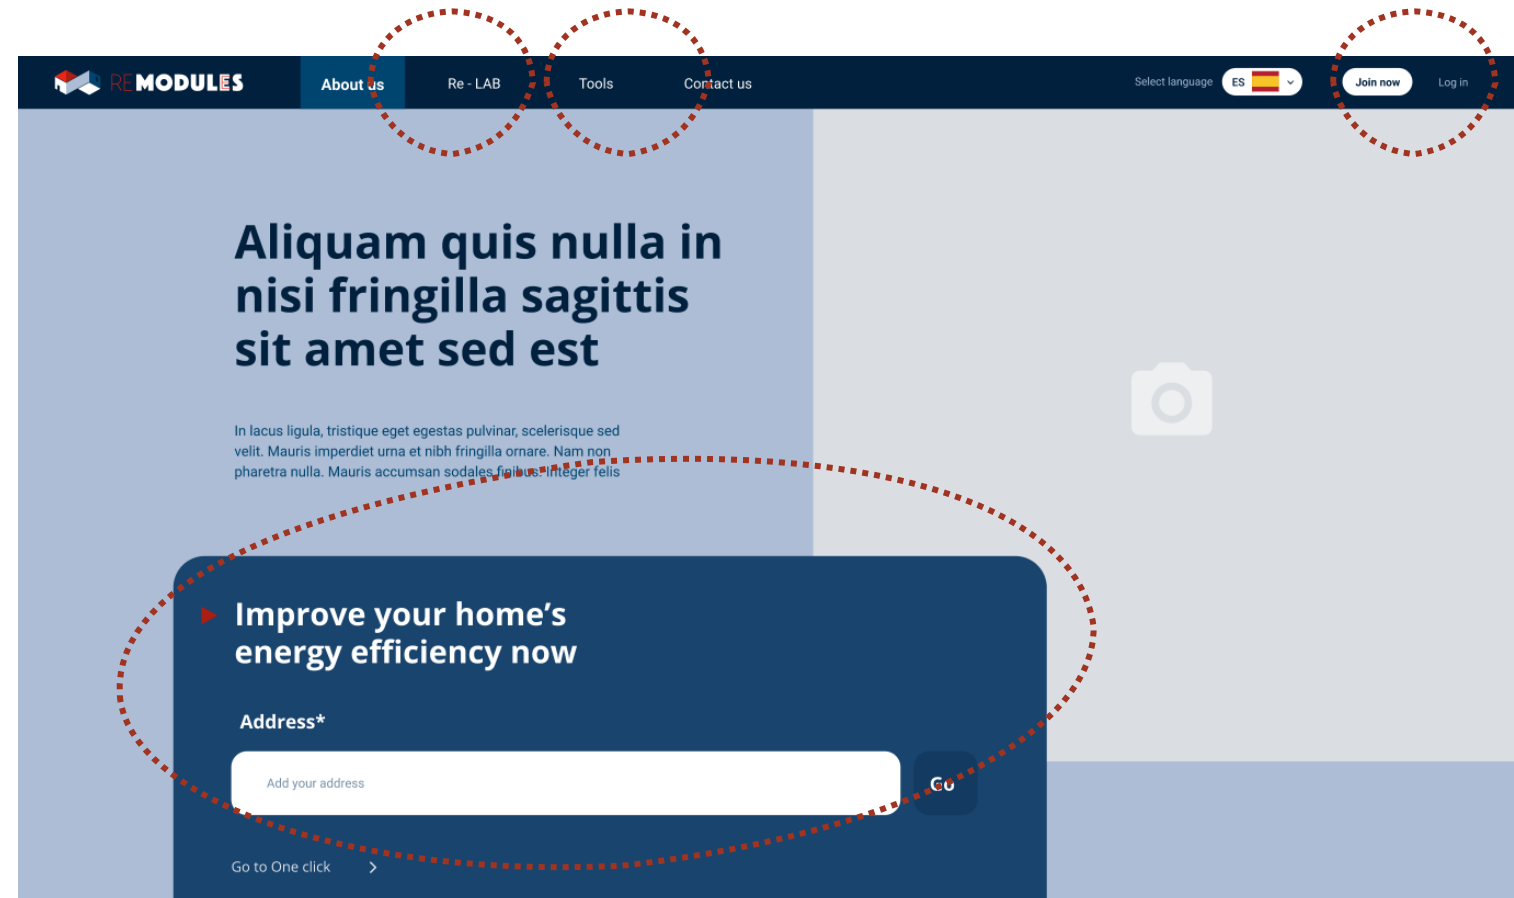 REMODULES
About us
Re - LAB
Tools
Contact us
Select language
ES
Join now
Log in
Aliquam quis nulla in
nisi fringilla sagittis
sit amet sed est
In lacus ligula, tristique eget egestas pulvinar, scelerisque sed
velit. Mauris imperdiet urna et nibh fringilla ornare. Nam non
pharetra nulla. Mauris accumsan sodales finibus. Integer felis
Improve your home’s
energy efficiency now
Address*
Add your address
Go
Go to One click